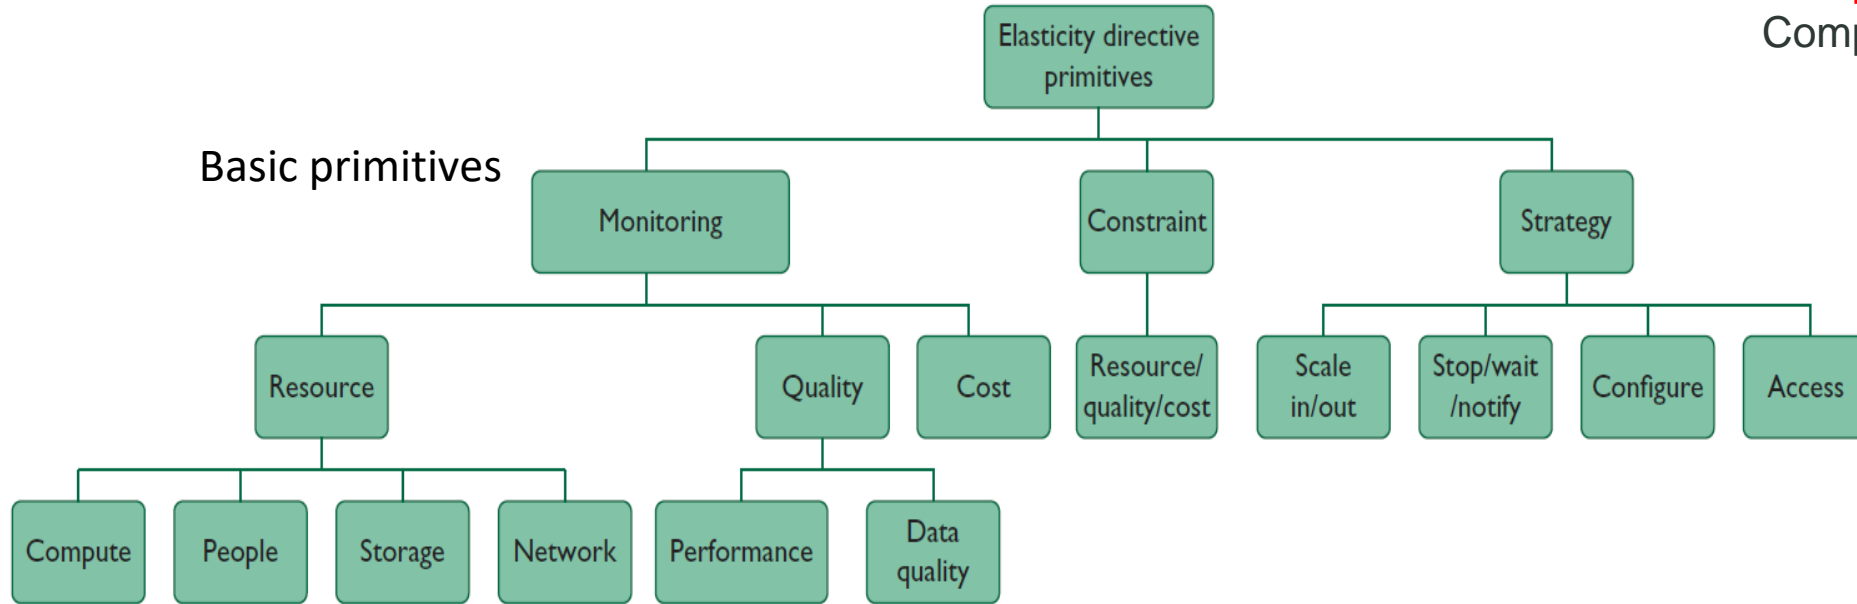 Elasticity directive
primitives
Basic primitives
Monitoring
Constraint
Strategy
Resource
Quality
Cost
Resource/
quality/cost
Scale
in/out
Stop/wait
/notify
Configure
Access
Compute
People
Storage
Network
Performance
Data
quality